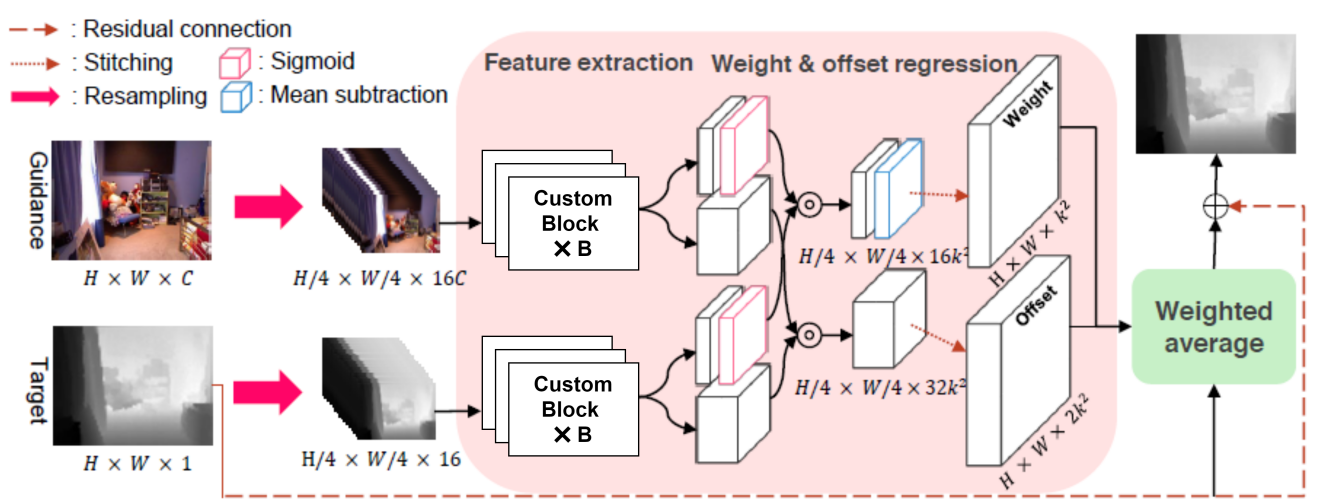 : Residual connection
: Stitching
: Sigmoid
: Resampling
: Mean subtraction
Feature extraction
Weight & offset regression
Guidance
H × W × C
H/4 × W/4 × 16C
Custom
Block
× B
H/4 × W/4 × 16k²
Weight
H × W × k²
Target
H × W × 1
H/4 × W/4 × 16
Custom
Block
× B
H/4 × W/4 × 32k²
Offset
H × W × 2k²
Weighted
average